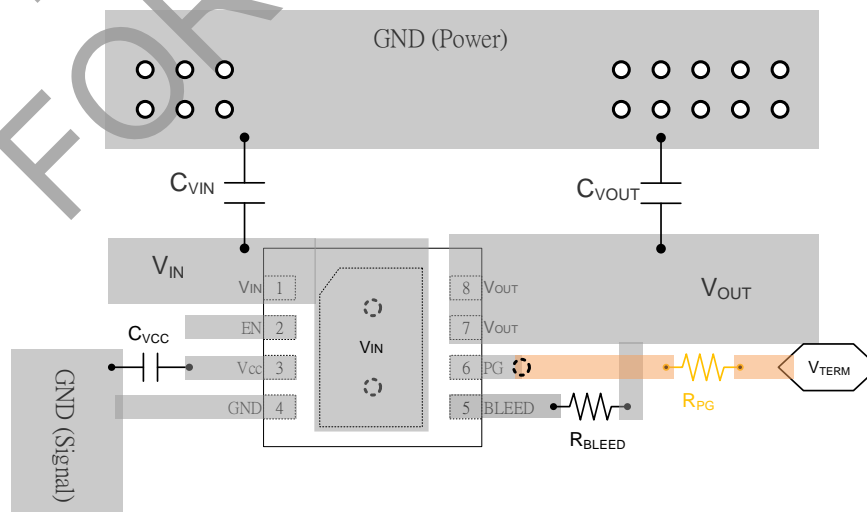 FOR
GND (Power)
CVIN
CVOUT
VIN
VOUT
VIN 1
8 VOUT
EN 2
7 VOUT
VIN
CVCC
Vcc 3
6 PG
VTERM
GND 4
5 BLEED
RPG
RBLEED
GND (Signal)